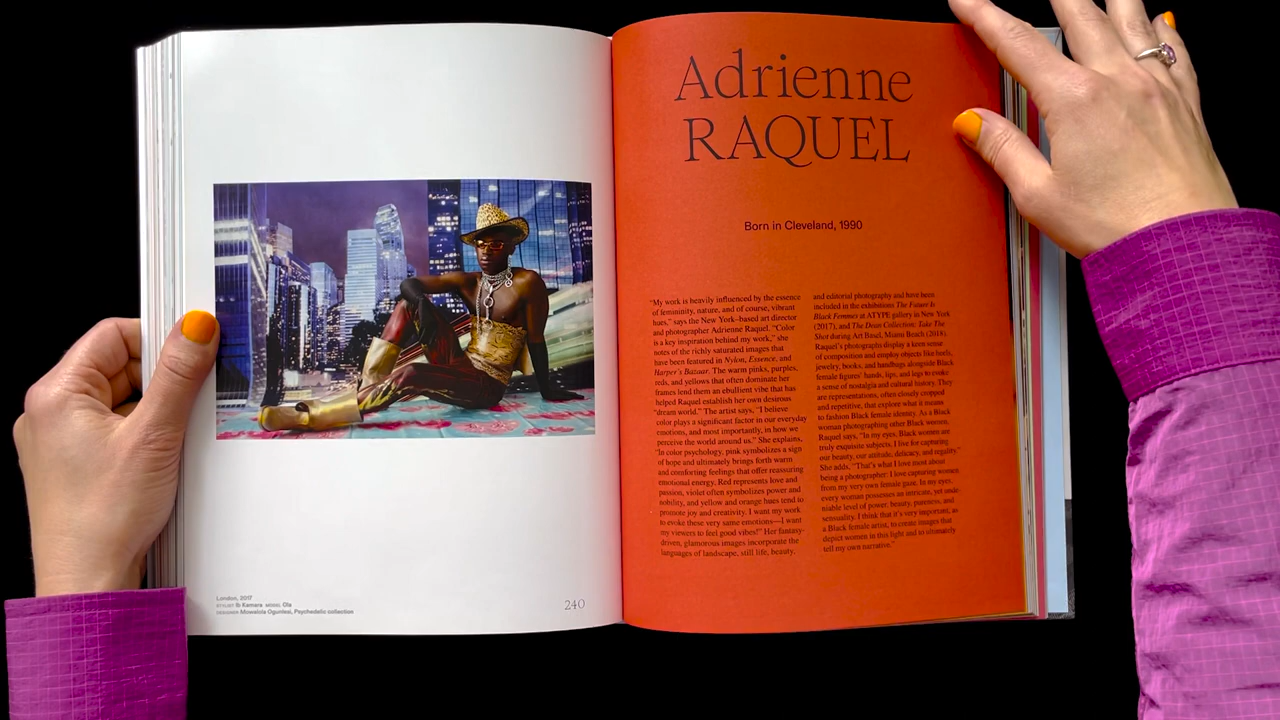 London, 2017
STYLIST Ib Kamara MODEL Ola
DESIGNER Mowalola Ogunlesi, Psychedelic collection
240
Adrienne
RAQUEL
Born in Cleveland, 1990
"My work is heavily influenced by the essence
of femininity, nature, and of course, vibrant
hues," says the New York–based art director
and photographer Adrienne Raquel. "Color
is a key inspiration behind my work," she
notes of the richly saturated images that
have been featured in Nylon, Essence, and
Harper's Bazaar. The warm pinks, purples,
reds, and yellows that often dominate her
frames lend them an ebullient vibe that has
helped Raquel establish her own desirous
"dream world." The artist says, "I believe
color plays a significant factor in our everyday
emotions, and most importantly, in how we
perceive the world around us." She explains,
"In color psychology, pink symbolizes a sign
of hope and ultimately brings forth warm
and comforting feelings that offer reassuring
emotional energy. Red represents love and
passion, violet often symbolizes power and
nobility, and yellow and orange hues tend to
promote joy and creativity. I want my work
to evoke these very same emotions—I want
my viewers to feel good vibes!" Her fantasy-
driven, glamorous images incorporate the
languages of landscape, still life, beauty,
and editorial photography and have been
included in the exhibitions The Future Is
Black Femmes at ATYPE gallery in New York
(2017), and The Dean Collection: Take The
Shot during Art Basel, Miami Beach (2018).
Raquel's photographs display a keen sense
of composition and employ objects like heels,
jewelry, books, and handbags alongside Black
female figures' hands, lips, and legs to evoke
a sense of nostalgia and cultural history. They
are representations, often closely cropped
and repetitive, that explore what it means
to fashion Black female identity. As a Black
woman photographing other Black women,
Raquel says, "In my eyes, Black women are
truly exquisite subjects. I live for capturing
our beauty, our attitude, delicacy, and regality."
She adds, "That's what I love most about
being a photographer: I love capturing women
from my very own female gaze. In my eyes,
every woman possesses an intricate, yet unde-
niable level of power, beauty, pureness, and
sensuality. I think that it's very important, as
a Black female artist, to create images that
depict women in this light and to ultimately
tell my own narrative."